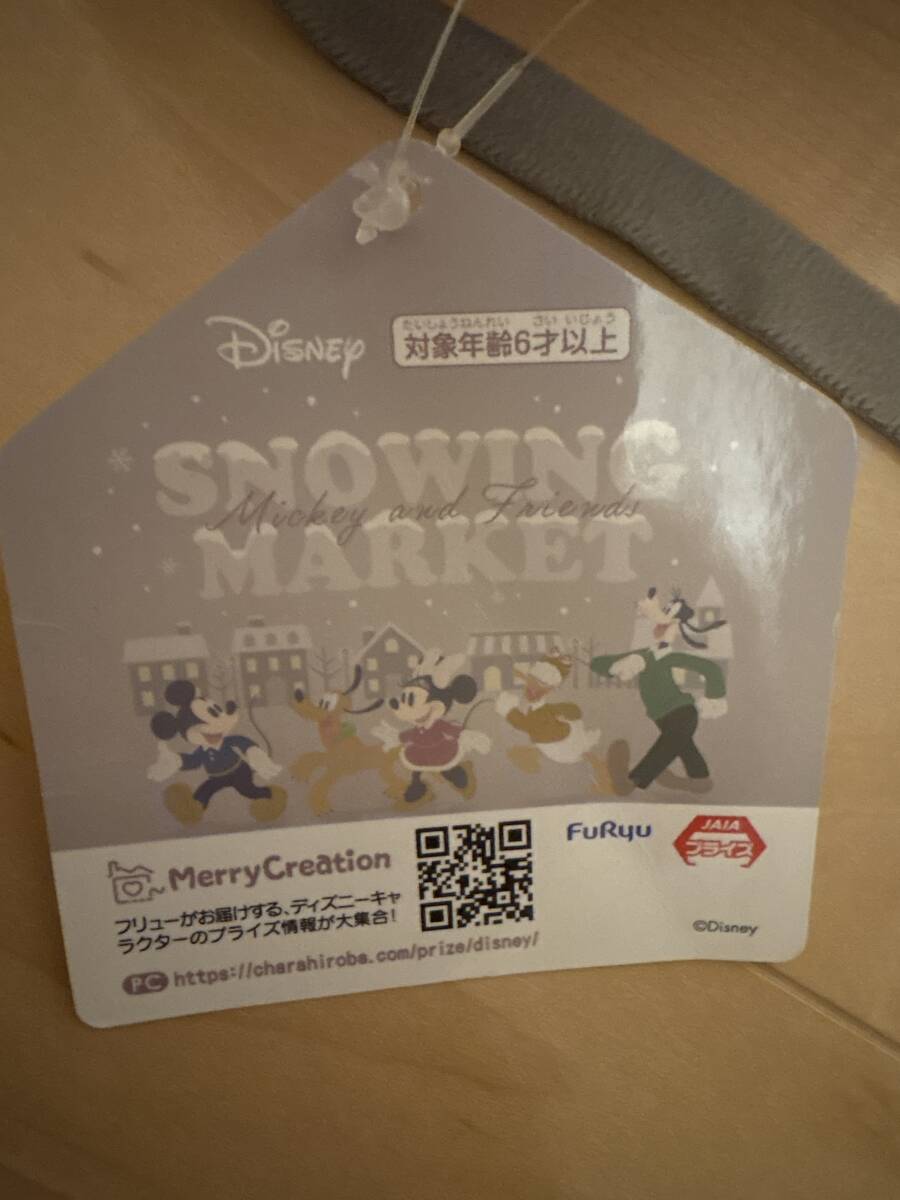 Disney
たいしょうねんれい さい いじょう
対象年齢6才以上
SNOWING
Mickey and Friends
MARKET
MerryCreation
フリューがお届けする、ディズニーキャ
ラクターのプライズ情報が大集合!
PC https://charahiroba.com/prize/disney/
FuRyu
JAIA
プライズ
©Disney